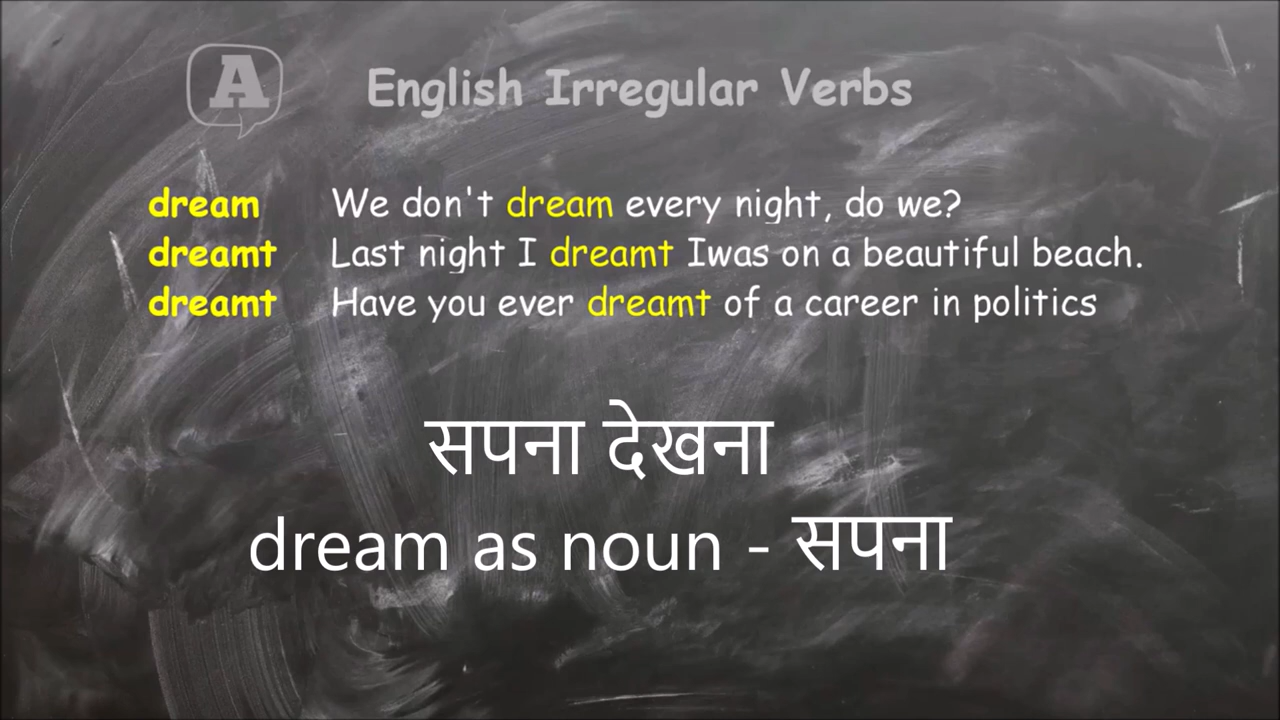 A English Irregular Verbs
dream We don't dream every night, do we?
dreamt Last night I dreamt Iwas on a beautiful beach.
dreamt Have you ever dreamt of a career in politics
सपना देखना
dream as noun - सपना